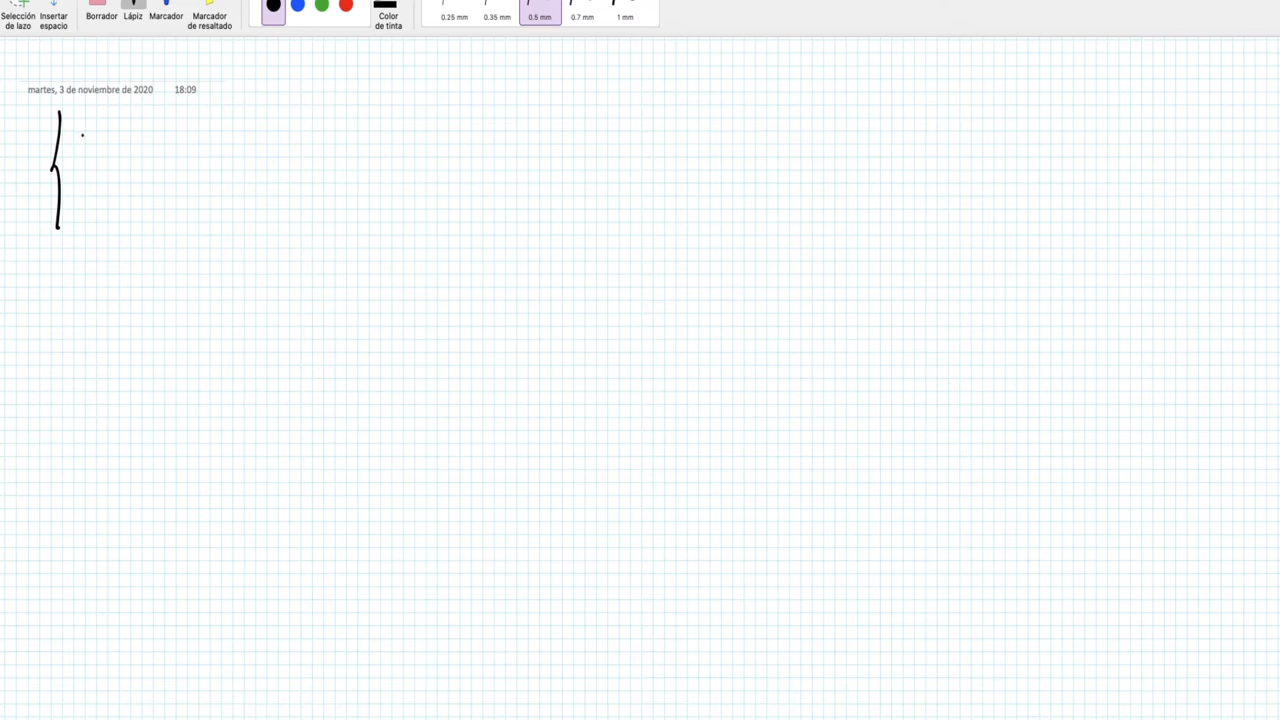 Selección Insertar Borrador Lápiz Marcador Marcador Color 0.25 mm 0.35 mm 0.5 mm 0.7 mm 1 mm
de lazo espacio de resaltado de tinta
martes, 3 de noviembre de 2020 18:09
{